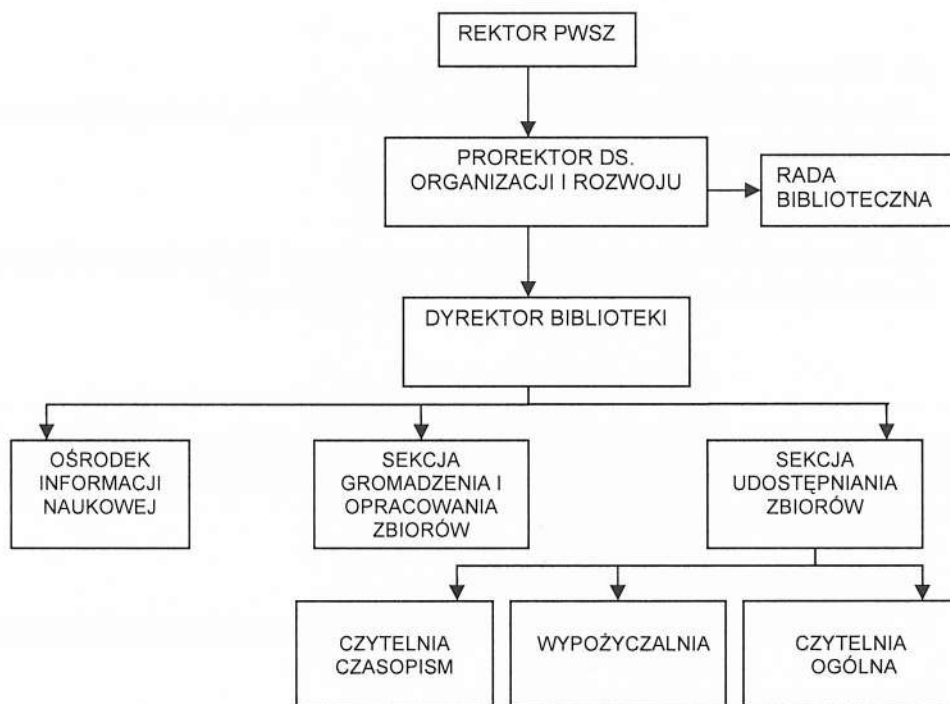 REKTOR PWSZ
PROREKTOR DS.
ORGANIZACJI I ROZWOJU
RADA
BIBLIOTECZNA
DYREKTOR BIBLIOTEKI
OŚRODEK
INFORMACJI
NAUKOWEJ
SEKCJA
GROMADZENIA I
OPRACOWANIA
ZBIORÓW
SEKCJA
UDOSTĘPNIANIA
ZBIORÓW
CZYTELNIA
CZASOPISM
WYPOŻYCZALNIA
CZYTELNIA
OGÓLNA